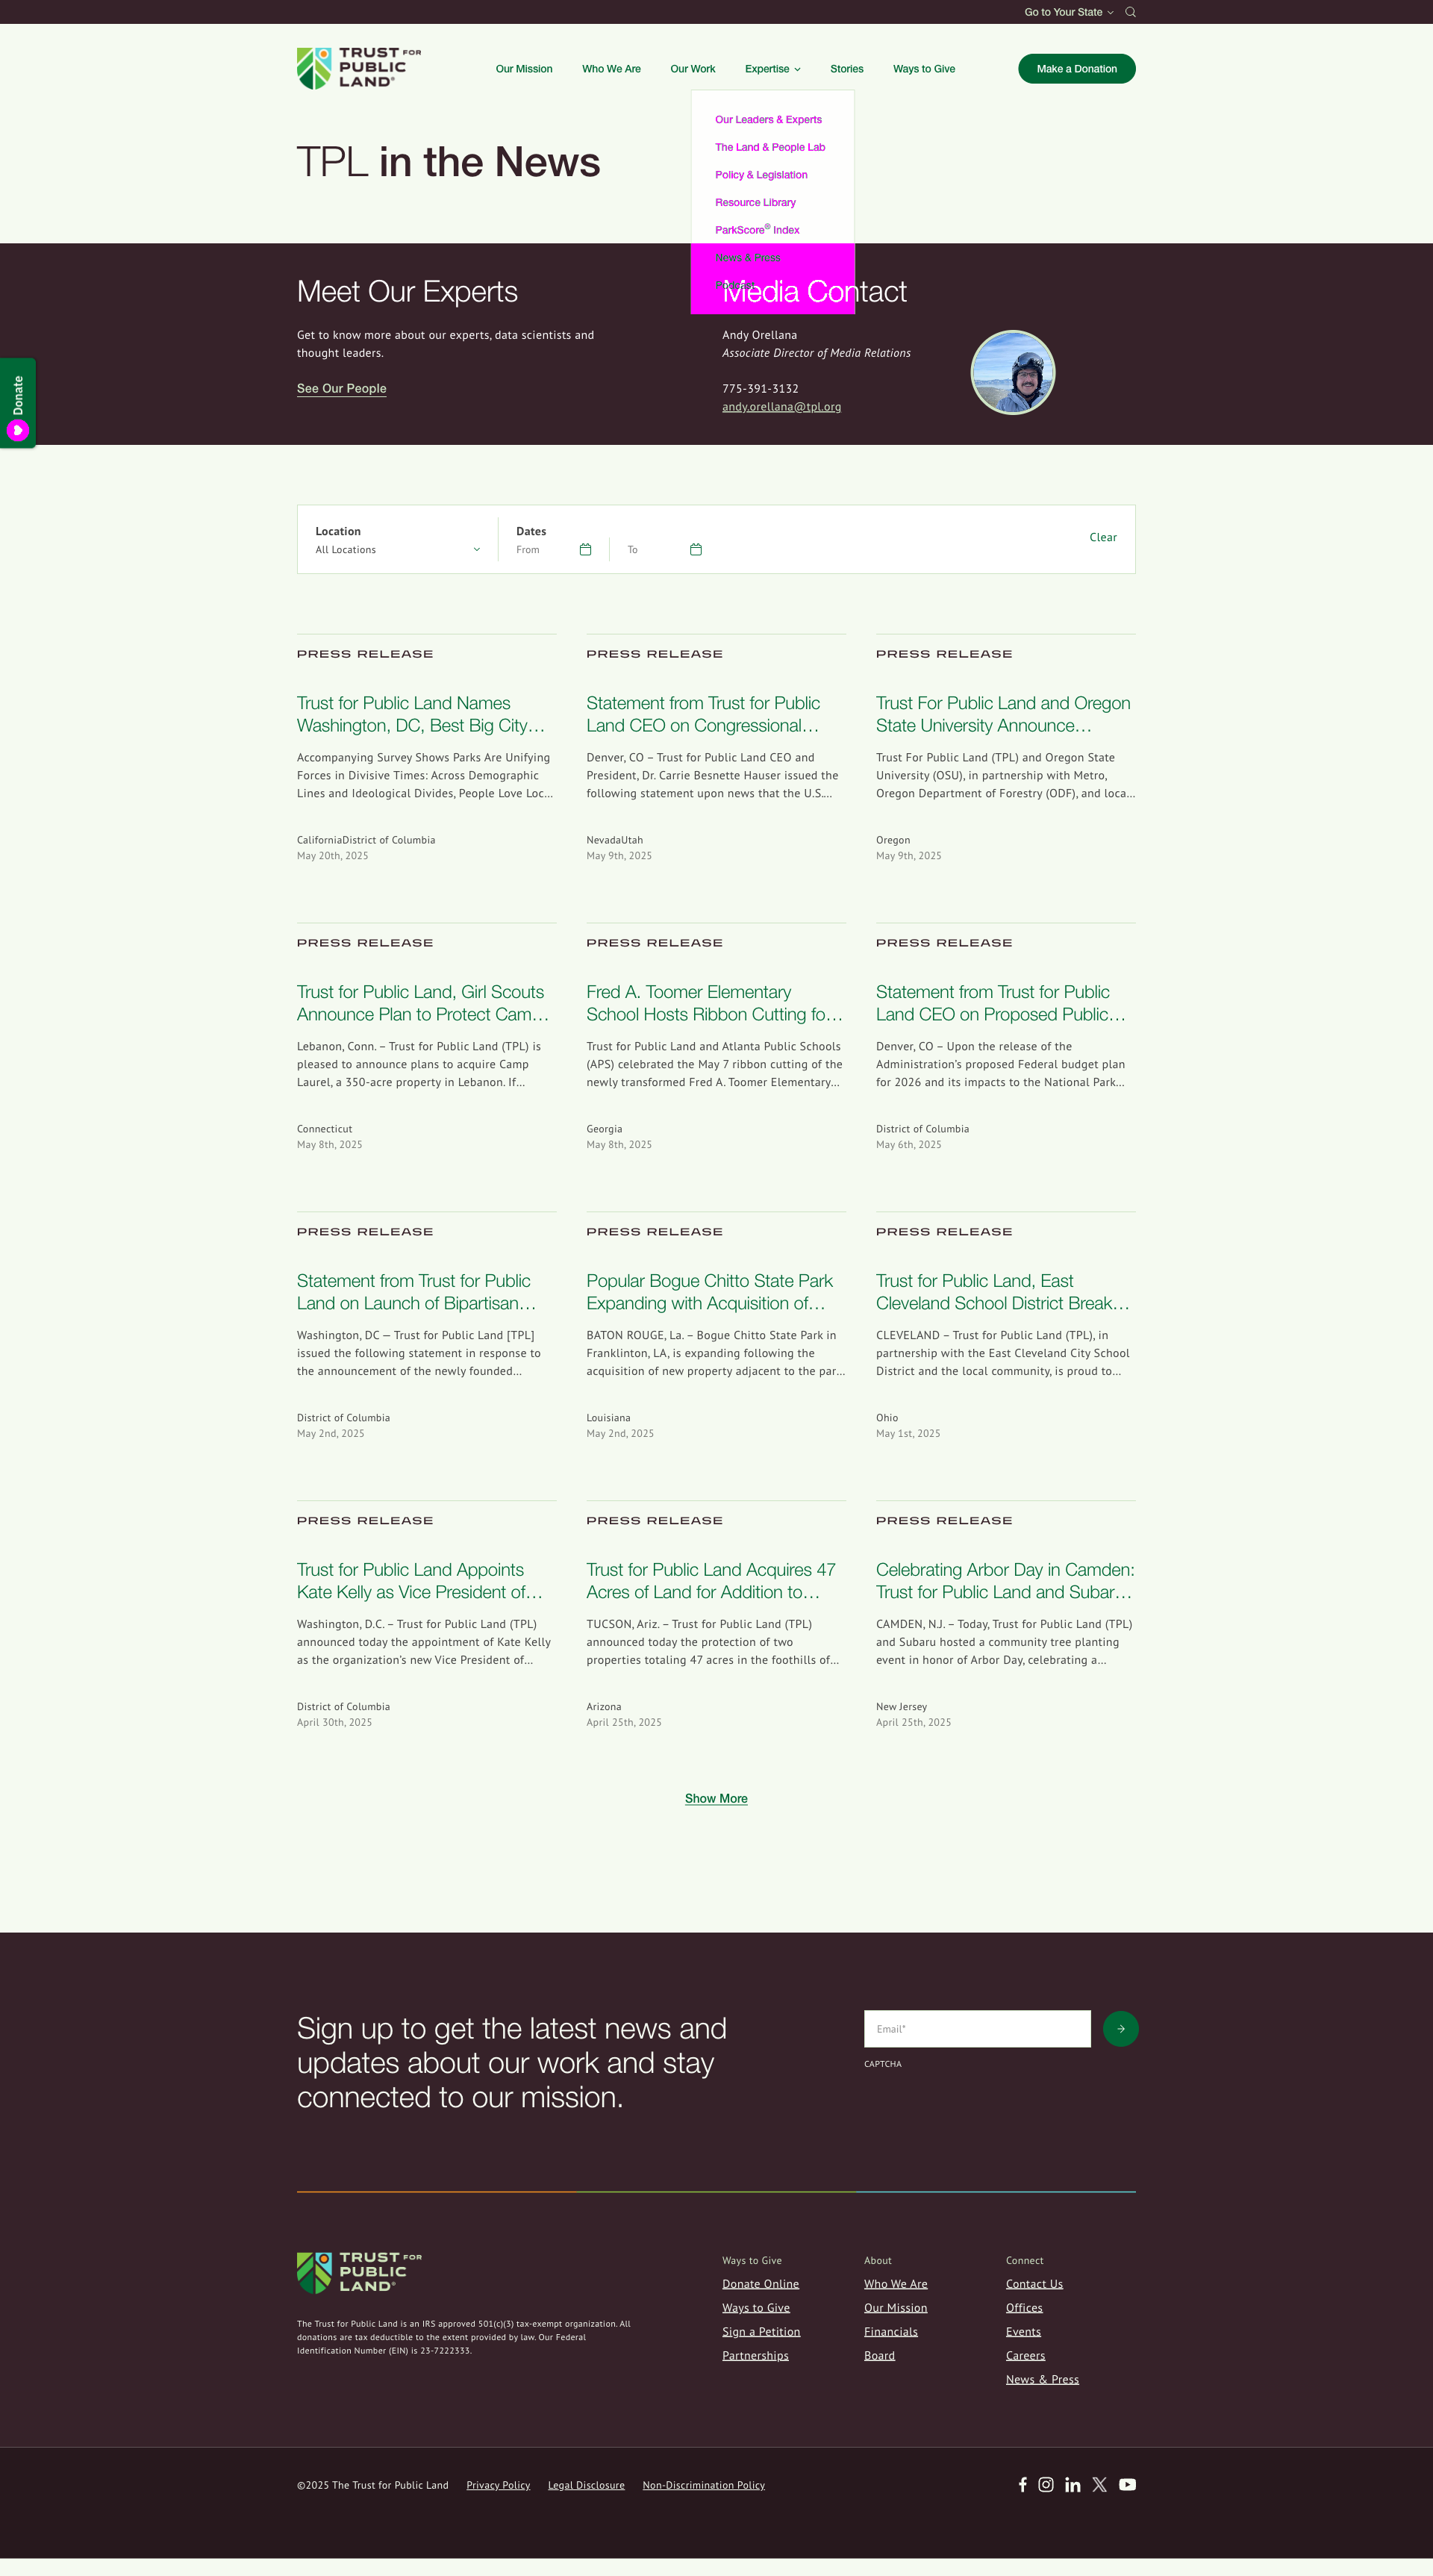 Go to Your State
TRUST FOR
PUBLIC
LAND®
Our Mission
Who We Are
Our Work
Expertise
Stories
Ways to Give
Make a Donation
Our Leaders & Experts
The Land & People Lab
Policy & Legislation
Resource Library
ParkScore® Index
News & Press
Podcast
TPL in the News
Meet Our Experts
Get to know more about our experts, data scientists and
thought leaders.
See Our People
Media Contact
Andy Orellana
Associate Director of Media Relations
775-391-3132
andy.orellana@tpl.org
Donate
Location
All Locations
Dates
From
To
Clear
PRESS RELEASE
Trust for Public Land Names
Washington, DC, Best Big City…
Accompanying Survey Shows Parks Are Unifying
Forces in Divisive Times: Across Demographic
Lines and Ideological Divides, People Love Loc…
CaliforniaDistrict of Columbia
May 20th, 2025
PRESS RELEASE
Statement from Trust for Public
Land CEO on Congressional…
Denver, CO – Trust for Public Land CEO and
President, Dr. Carrie Besnette Hauser issued the
following statement upon news that the U.S.…
NevadaUtah
May 9th, 2025
PRESS RELEASE
Trust For Public Land and Oregon
State University Announce…
Trust For Public Land (TPL) and Oregon State
University (OSU), in partnership with Metro,
Oregon Department of Forestry (ODF), and loca…
Oregon
May 9th, 2025
PRESS RELEASE
Trust for Public Land, Girl Scouts
Announce Plan to Protect Cam…
Lebanon, Conn. – Trust for Public Land (TPL) is
pleased to announce plans to acquire Camp
Laurel, a 350-acre property in Lebanon. If…
Connecticut
May 8th, 2025
PRESS RELEASE
Fred A. Toomer Elementary
School Hosts Ribbon Cutting fo…
Trust for Public Land and Atlanta Public Schools
(APS) celebrated the May 7 ribbon cutting of the
newly transformed Fred A. Toomer Elementary…
Georgia
May 8th, 2025
PRESS RELEASE
Statement from Trust for Public
Land CEO on Proposed Public…
Denver, CO – Upon the release of the
Administration's proposed Federal budget plan
for 2026 and its impacts to the National Park…
District of Columbia
May 6th, 2025
PRESS RELEASE
Statement from Trust for Public
Land on Launch of Bipartisan…
Washington, DC — Trust for Public Land [TPL]
issued the following statement in response to
the announcement of the newly founded…
District of Columbia
May 2nd, 2025
PRESS RELEASE
Popular Bogue Chitto State Park
Expanding with Acquisition of…
BATON ROUGE, La. – Bogue Chitto State Park in
Franklinton, LA, is expanding following the
acquisition of new property adjacent to the par…
Louisiana
May 2nd, 2025
PRESS RELEASE
Trust for Public Land, East
Cleveland School District Break…
CLEVELAND – Trust for Public Land (TPL), in
partnership with the East Cleveland City School
District and the local community, is proud to…
Ohio
May 1st, 2025
PRESS RELEASE
Trust for Public Land Appoints
Kate Kelly as Vice President of…
Washington, D.C. – Trust for Public Land (TPL)
announced today the appointment of Kate Kelly
as the organization's new Vice President of…
District of Columbia
April 30th, 2025
PRESS RELEASE
Trust for Public Land Acquires 47
Acres of Land for Addition to…
TUCSON, Ariz. – Trust for Public Land (TPL)
announced today the protection of two
properties totaling 47 acres in the foothills of…
Arizona
April 25th, 2025
PRESS RELEASE
Celebrating Arbor Day in Camden:
Trust for Public Land and Subar…
CAMDEN, N.J. – Today, Trust for Public Land (TPL)
and Subaru hosted a community tree planting
event in honor of Arbor Day, celebrating a…
New Jersey
April 25th, 2025
Show More
Sign up to get the latest news and
updates about our work and stay
connected to our mission.
Email*
CAPTCHA
TRUST FOR
PUBLIC
LAND®
The Trust for Public Land is an IRS approved 501(c)(3) tax-exempt organization. All
donations are tax deductible to the extent provided by law. Our Federal
Identification Number (EIN) is 23-7222333.
Ways to Give
Donate Online
Ways to Give
Sign a Petition
Partnerships
About
Who We Are
Our Mission
Financials
Board
Connect
Contact Us
Offices
Events
Careers
News & Press
©2025 The Trust for Public Land
Privacy Policy
Legal Disclosure
Non-Discrimination Policy